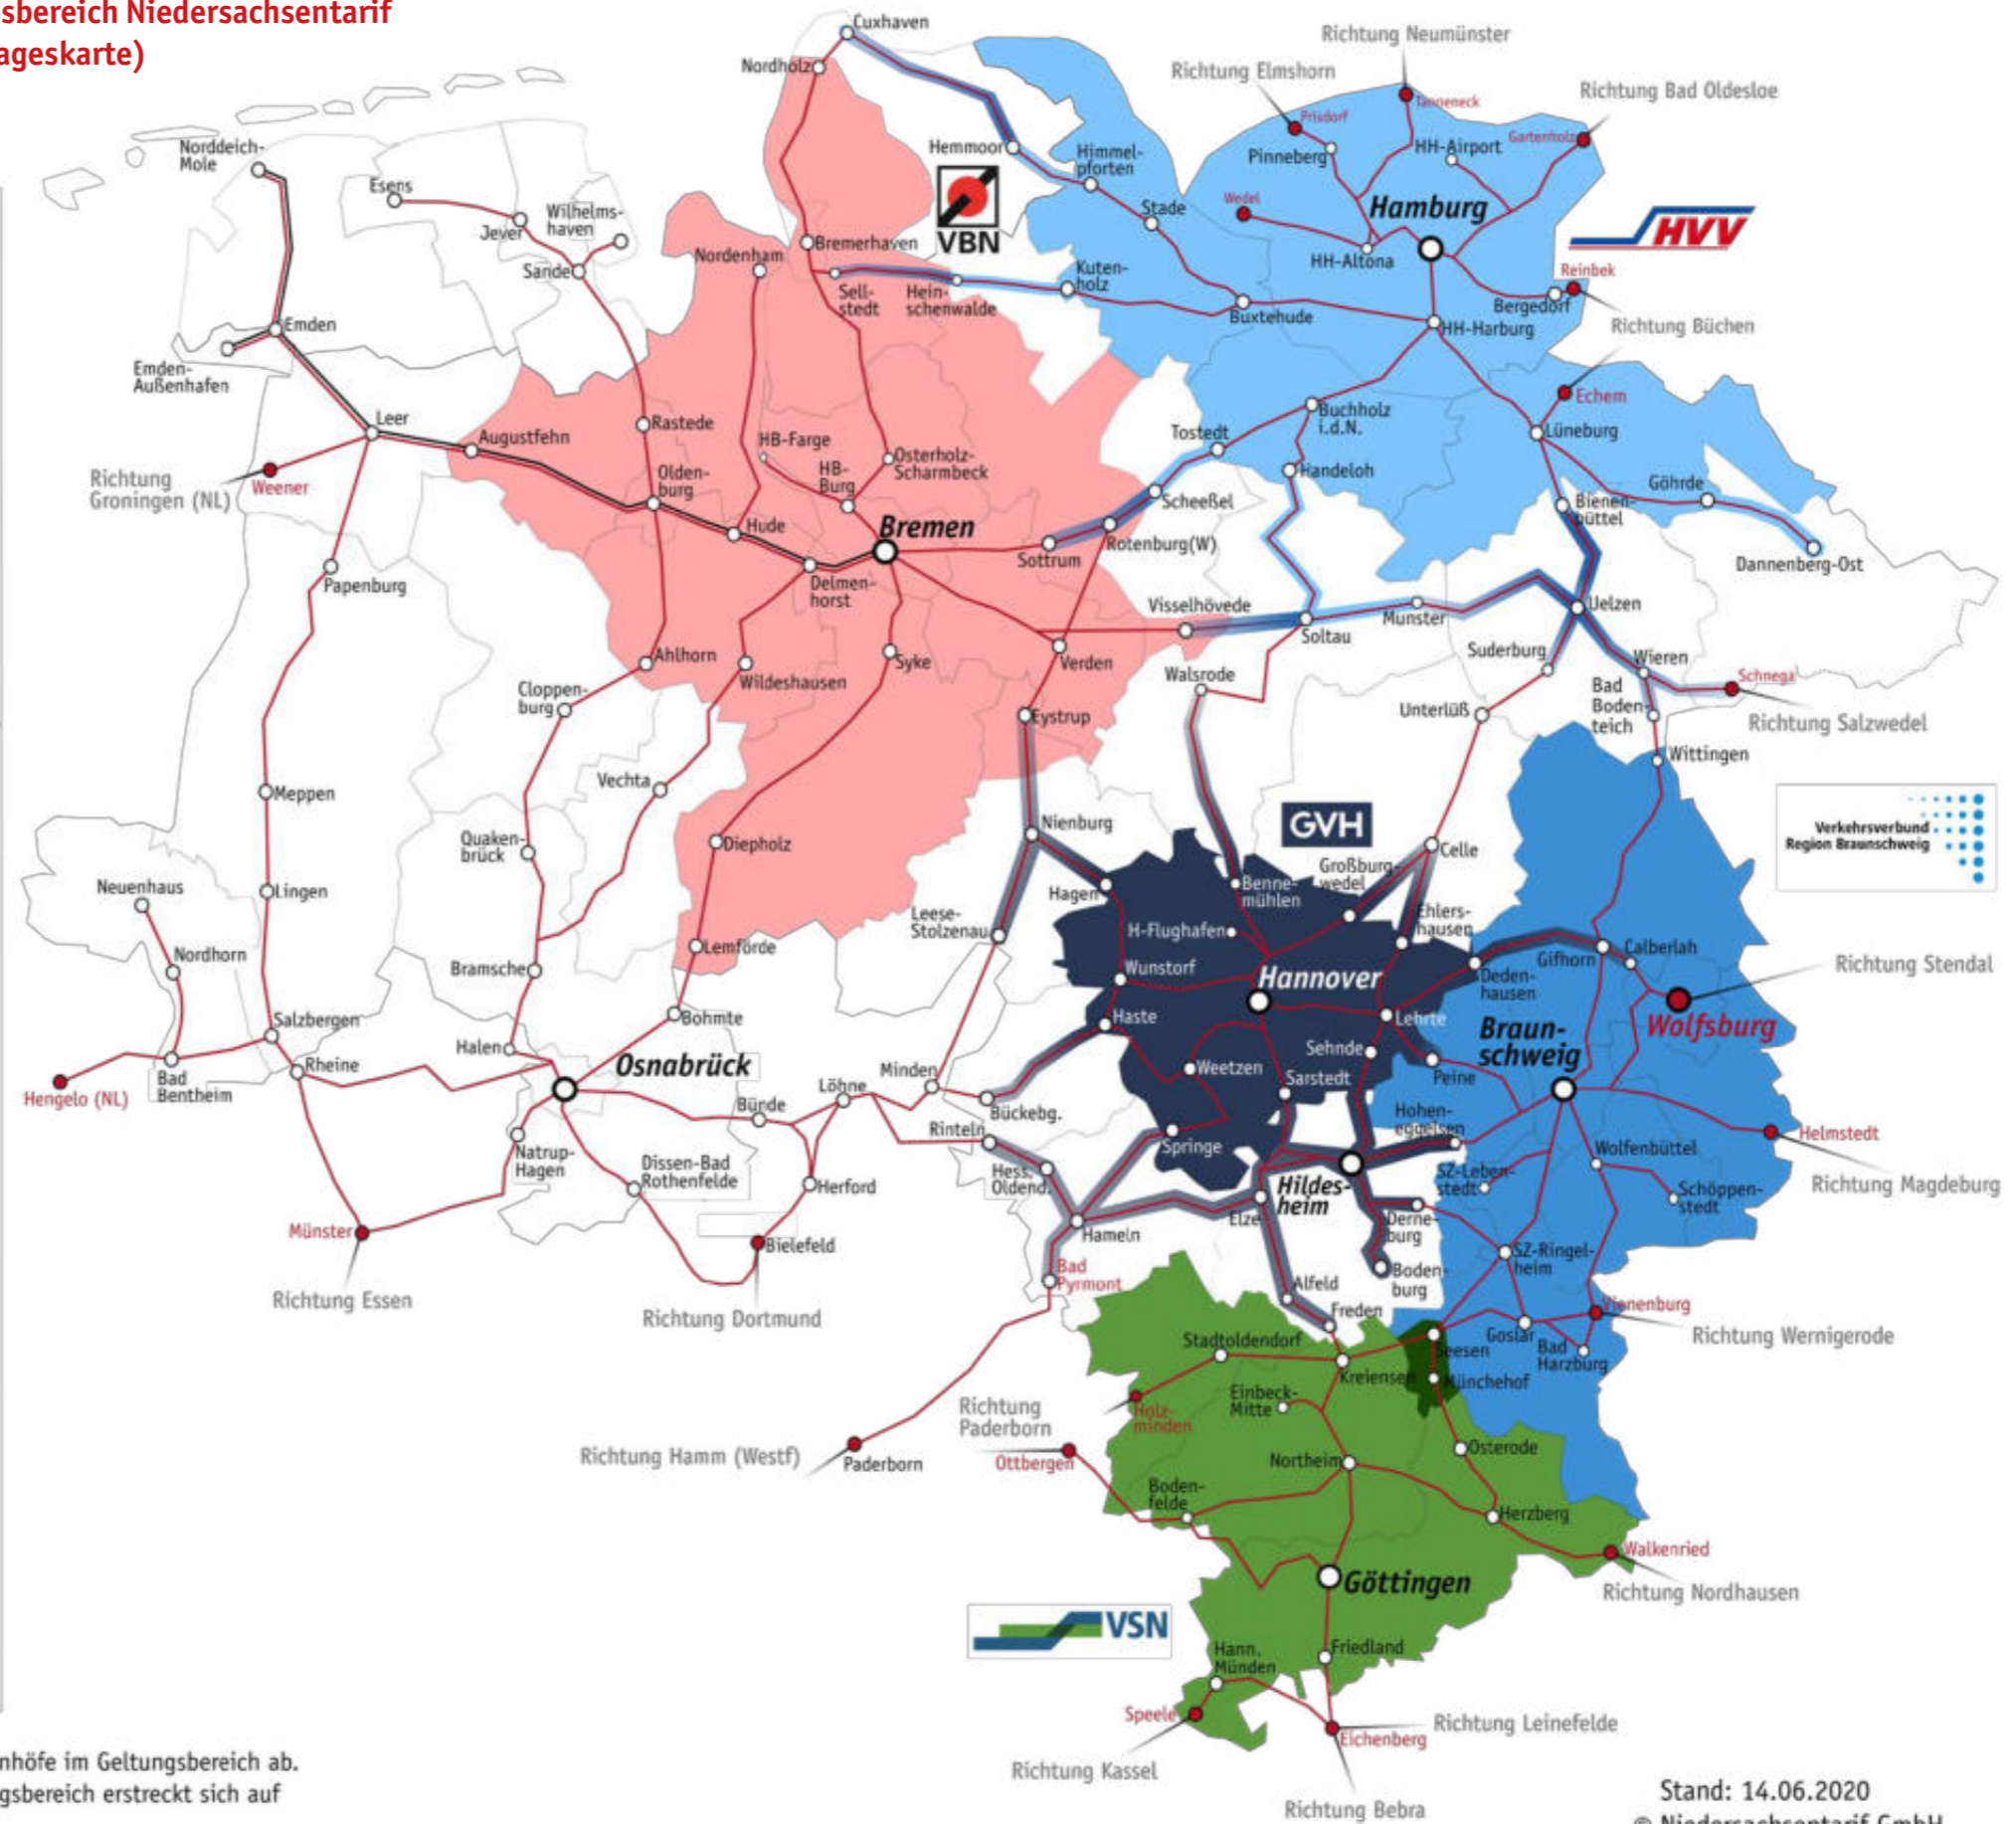 sbereich Niedersachsentarif
ageskarte)
Cuxhaven
Nordholz
Richtung Neumünster
Richtung Elmshorn
Richtung Bad Oldesloe
Tanneneck
Prisdorf
Gartenholz
Pinneberg
HH-Airport
Norddeich-
Mole
Esens
Jever
Wilhelms-
haven
Sande
Hemmoor
Himmel-
pforten
VBN
Stade
Wedel
Hamburg
HVV
HH-Altona
Reinbek
Bergedorf
Richtung Büchen
Nordenham
Bremerhaven
Sell-
stedt
Hein-
schenwalde
Kuten-
holz
Buxtehude
HH-Harburg
Emden
Emden-
Außenhafen
Leer
Augustfehn
Rastede
HB-Farge
HB-
Burg
Osterholz-
Scharmbeck
Tostedt
Buchholz
i.d.N.
Handeloh
Echem
Lüneburg
Richtung
Groningen (NL)
Weener
Olden-
burg
Hude
Bremen
Delmen-
horst
Sottrum
Scheeßel
Rotenburg(W)
Göhrde
Bienen-
büttel
Dannenberg-Ost
Papenburg
Visselhövede
Soltau
Munster
Uelzen
Suderburg
Wieren
Schnega
Richtung Salzwedel
Ahlhorn
Wildeshausen
Syke
Verden
Walsrode
Cloppen-
burg
Eystrup
Unterlüß
Bad
Boden-
teich
Wittingen
Vechta
Meppen
Quaken-
brück
Diepholz
Nienburg
GVH
Celle
Großburg-
wedel
Verkehrsverbund
Region Braunschweig
Neuenhaus
Lingen
Hagen
Benne-
mühlen
Ehlers-
hausen
Leese-
Stolzenau
H-Flughafen
Nordhorn
Bramsche
Lemförde
Wunstorf
Hannover
Deden-
hausen
Gifhorn
Calberlah
Richtung Stendal
Wolfsburg
Salzbergen
Halen
Bohmte
Haste
Lehrte
Braun-
schweig
Hengelo (NL)
Bad
Bentheim
Rheine
Osnabrück
Bünde
Löhne
Minden
Bückebg.
Weetzen
Sehnde
Sarstedt
Peine
Hohen-
eggelsen
Helmstedt
Richtung Magdeburg
Natrup-
Hagen
Dissen-Bad
Rothenfelde
Herford
Rinteln
Hess.
Oldend.
Springe
Hildes-
heim
SZ-Leben-
stedt
Wolfenbüttel
Schöppen-
stedt
Münster
Richtung Essen
Bielefeld
Richtung Dortmund
Hameln
Elze
Derne-
burg
Boden-
burg
SZ-Ringel-
heim
Bad
Pyrmont
Alfeld
Freden
Vienenburg
Richtung Wernigerode
Stadtoldendorf
Kreiensen
Seesen
Goslar
Bad
Harzburg
Münchehof
Einbeck-
Mitte
Holz-
minden
Richtung
Paderborn
Ottbergen
Richtung Hamm (Westf)
Paderborn
Northeim
Osterode
Boden-
felde
Herzberg
Walkenried
Richtung Nordhausen
Göttingen
VSN
Hann.
Münden
Friedland
Speele
Eichenberg
Richtung Leinefelde
Richtung Kassel
Richtung Bebra
nhöfe im Geltungsbereich ab.
gsbereich erstreckt sich auf
Stand: 14.06.2020
© Niedersachsentarif GmbH